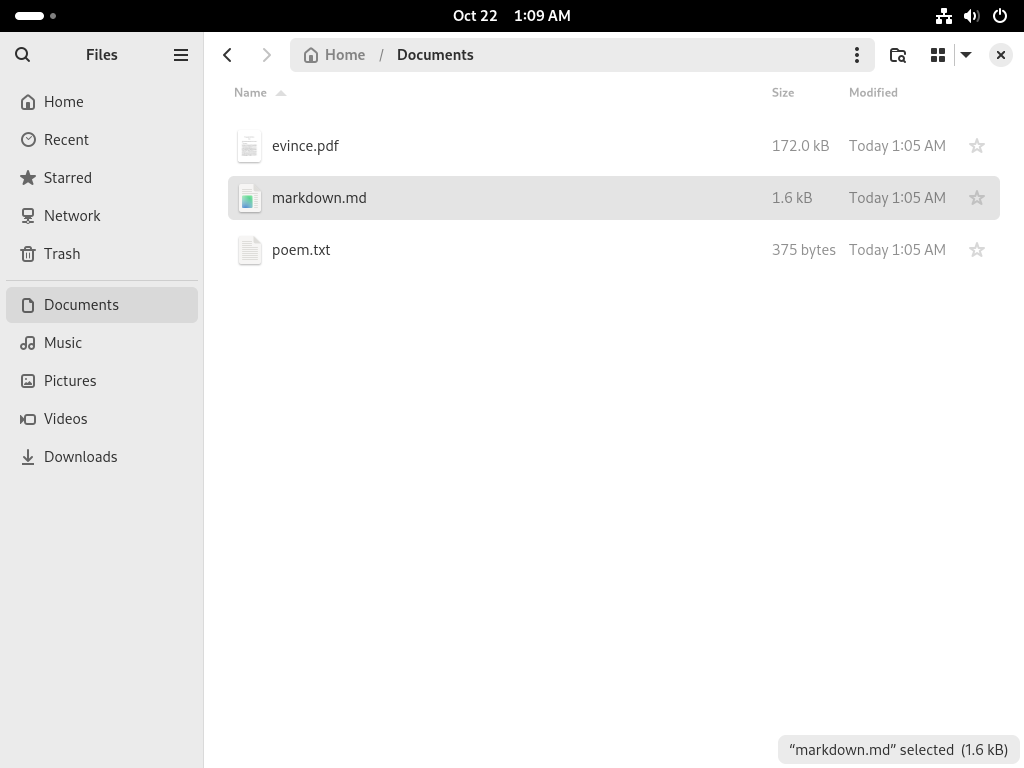 Oct 22 1:09 AM
Files
Home / Documents
Name Size Modified
Home
Recent
Starred
Network
Trash
Documents
Music
Pictures
Videos
Downloads
evince.pdf 172.0 kB Today 1:05 AM
markdown.md 1.6 kB Today 1:05 AM
poem.txt 375 bytes Today 1:05 AM
“markdown.md” selected (1.6 kB)